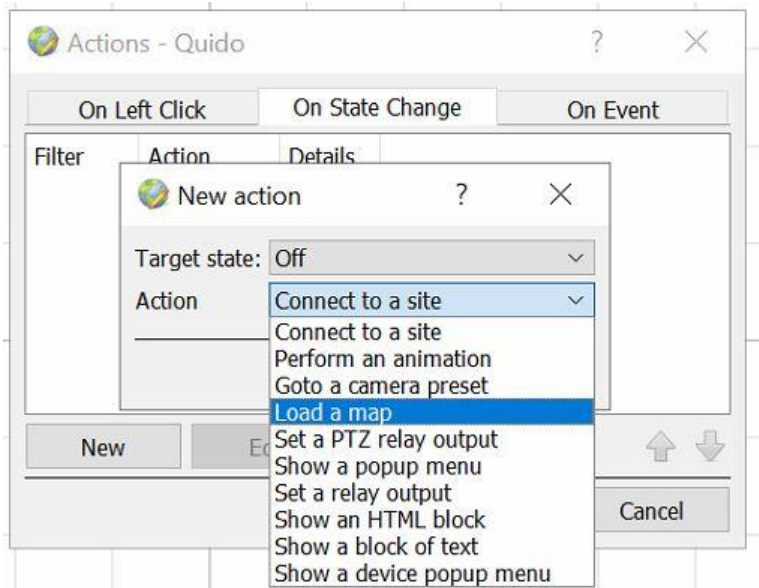 Actions - Quido ?
On Left Click On State Change On Event
Filter Action Details
New action ?
Target state: Off
Action Connect to a site
Connect to a site
Perform an animation
Goto a camera preset
Load a map
Set a PTZ relay output
Show a popup menu
Set a relay output
Show an HTML block
Show a block of text
Show a device popup menu
New
Cancel